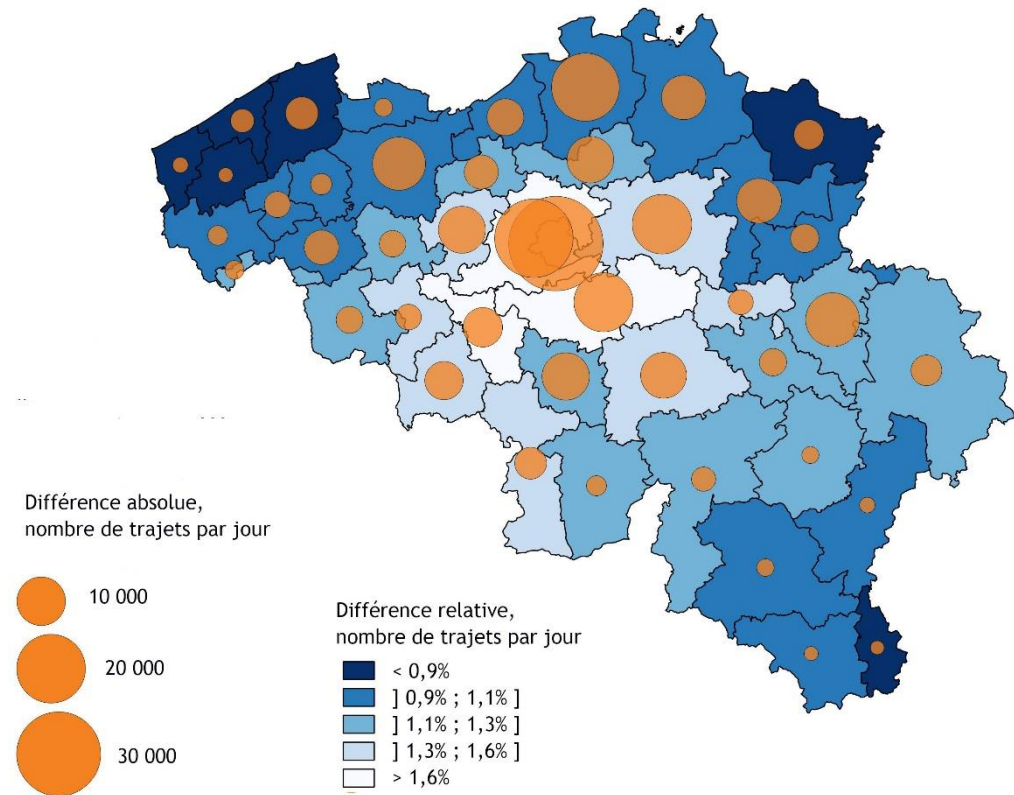 Différence absolue,
nombre de trajets par jour
10 000
20 000
30 000
Différence relative,
nombre de trajets par jour
< 0,9%
] 0,9% ; 1,1% ]
] 1,1% ; 1,3% ]
] 1,3% ; 1,6% ]
> 1,6%